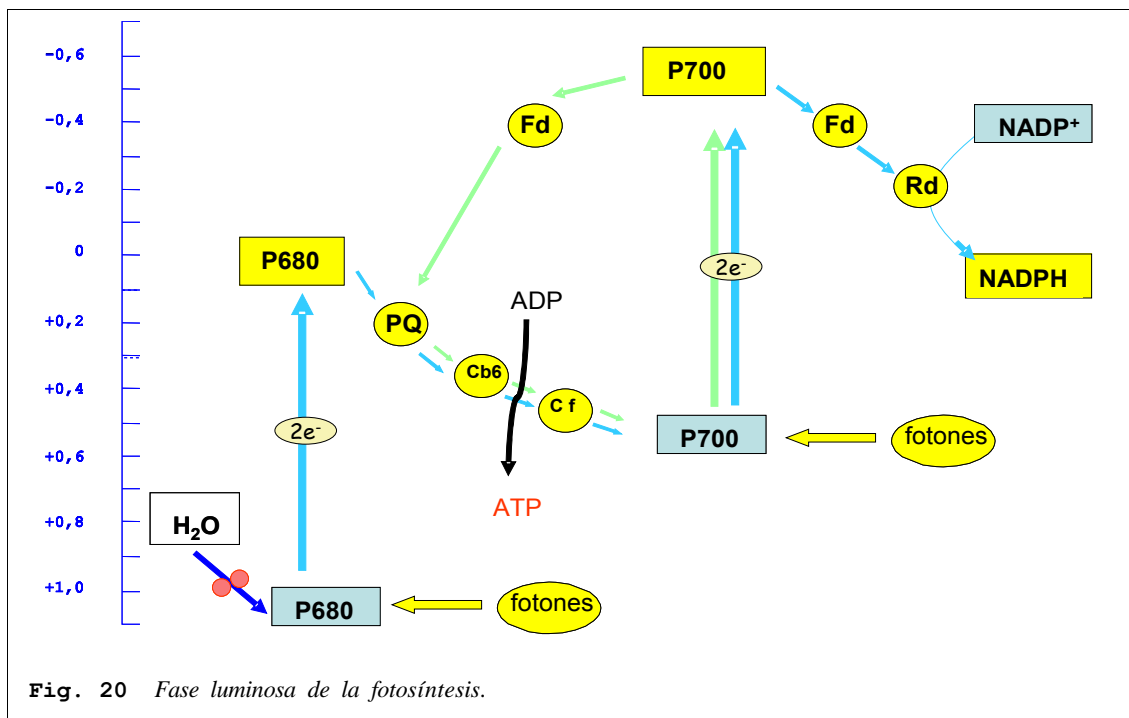 -0,6
-0,4
-0,2
0
+0,2
+0,4
+0,6
+0,8
+1,0
P700
Fd
Fd
NADP⁺
Rd
NADPH
P680
2e⁻
ADP
PQ
Cb6
C f
2e⁻
P700
fotones
ATP
H₂O
P680
fotones
Fig. 20 Fase luminosa de la fotosíntesis.